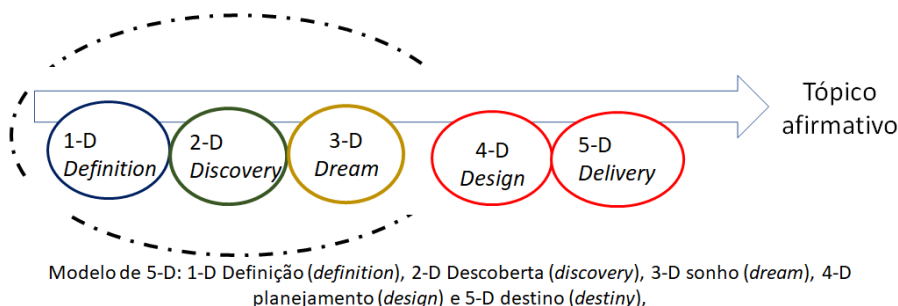 Tópico
afirmativo
1-D
Definition
2-D
Discovery
3-D
Dream
4-D
Design
5-D
Delivery
Modelo de 5-D: 1-D Definição (definition), 2-D Descoberta (discovery), 3-D sonho (dream), 4-D
planejamento (design) e 5-D destino (destiny),